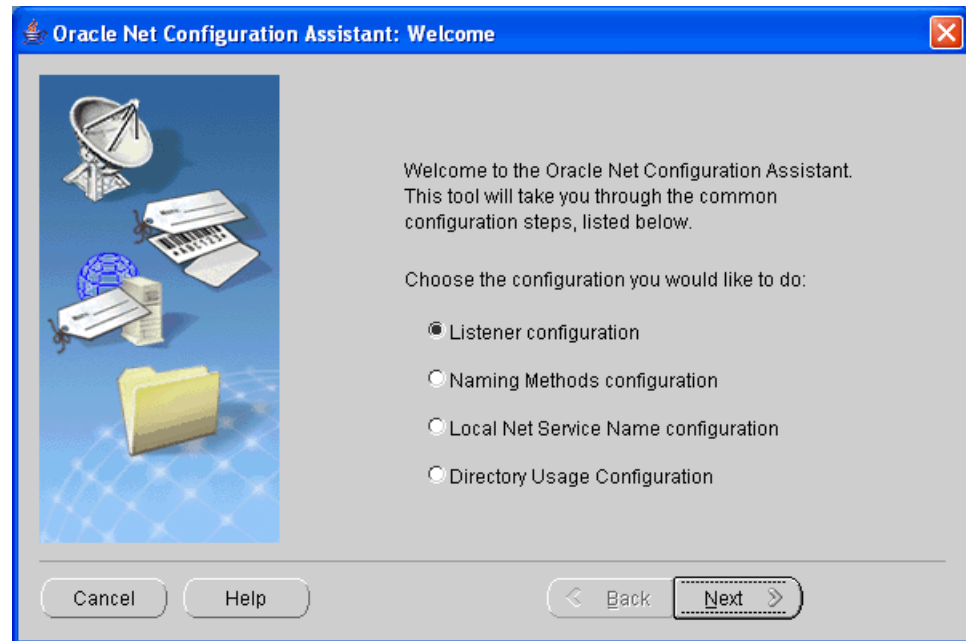 Oracle Net Configuration Assistant: Welcome
Welcome to the Oracle Net Configuration Assistant.
This tool will take you through the common
configuration steps, listed below.
Choose the configuration you would like to do:
Listener configuration
Naming Methods configuration
Local Net Service Name configuration
Directory Usage Configuration
Cancel
Help
Back
Next